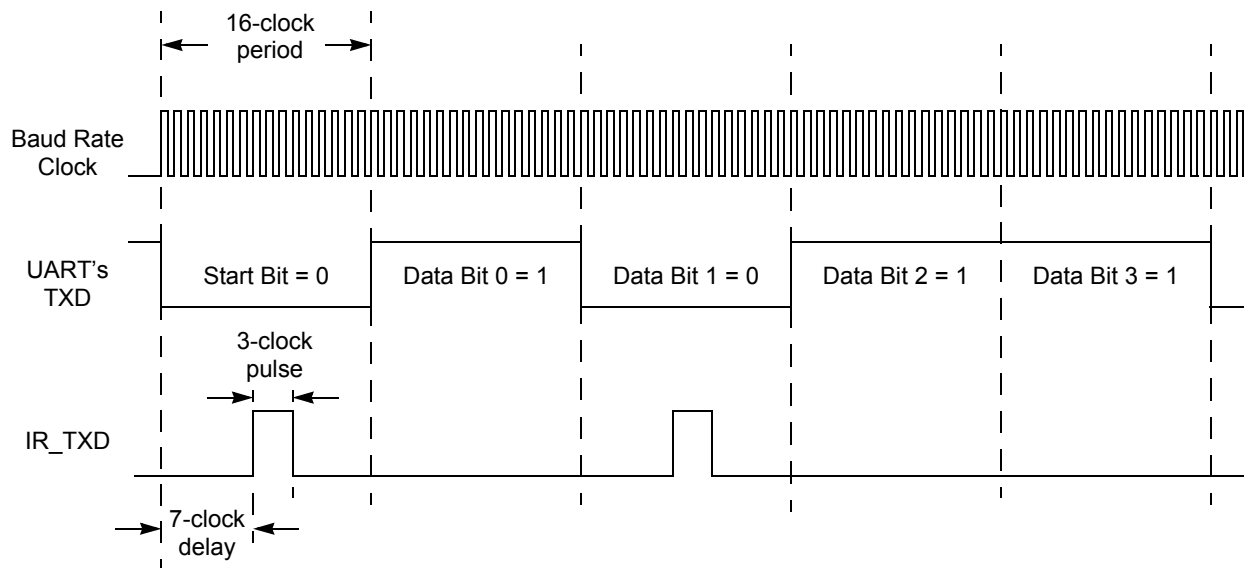 16-clock
period
Baud Rate
Clock
UART's
TXD
Start Bit = 0
Data Bit 0 = 1
Data Bit 1 = 0
Data Bit 2 = 1
Data Bit 3 = 1
3-clock
pulse
IR_TXD
7-clock
delay